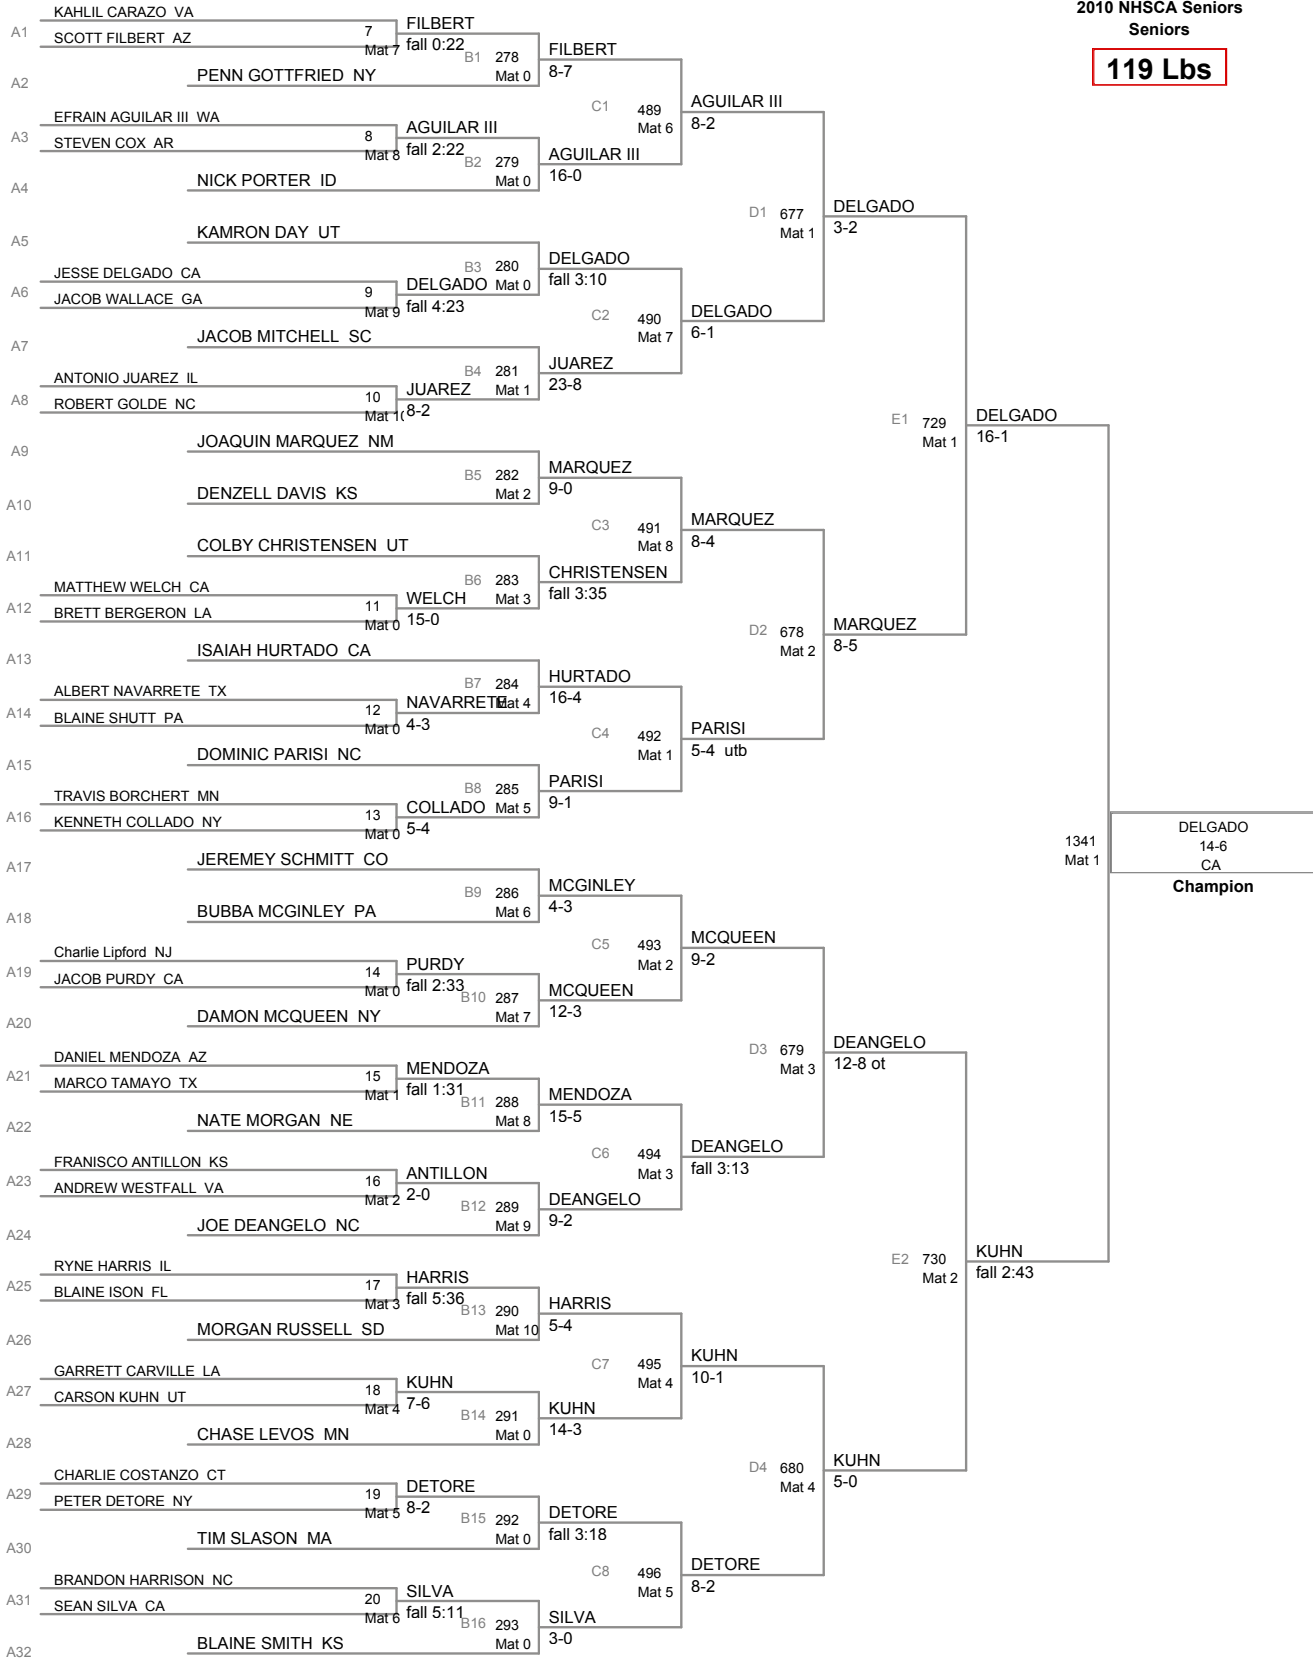 2010 NHSCA Seniors
Seniors
119 Lbs
A1
KAHLIL CARAZO VA
SCOTT FILBERT AZ
7
Mat 7
FILBERT
fall 0:22
A2
PENN GOTTFRIED NY
B1 278
Mat 0
FILBERT
8-7
A3
EFRAIN AGUILAR III WA
STEVEN COX AR
8
Mat 8
AGUILAR III
fall 2:22
A4
NICK PORTER ID
B2 279
Mat 0
AGUILAR III
16-0
C1 489
Mat 6
AGUILAR III
8-2
A5
KAMRON DAY UT
A6
JESSE DELGADO CA
JACOB WALLACE GA
9
Mat 9
DELGADO
fall 4:23
B3 280
Mat 0
DELGADO
fall 3:10
A7
JACOB MITCHELL SC
A8
ANTONIO JUAREZ IL
ROBERT GOLDE NC
10
Mat 10
JUAREZ
8-2
B4 281
Mat 1
JUAREZ
23-8
C2 490
Mat 7
DELGADO
6-1
D1 677
Mat 1
DELGADO
3-2
A9
JOAQUIN MARQUEZ NM
A10
DENZELL DAVIS KS
B5 282
Mat 2
MARQUEZ
9-0
A11
COLBY CHRISTENSEN UT
A12
MATTHEW WELCH CA
BRETT BERGERON LA
11
Mat 0
WELCH
15-0
B6 283
Mat 3
CHRISTENSEN
fall 3:35
C3 491
Mat 8
MARQUEZ
8-4
A13
ISAIAH HURTADO CA
A14
ALBERT NAVARRETE TX
BLAINE SHUTT PA
12
Mat 0
NAVARRETE
4-3
B7 284
Mat 4
HURTADO
16-4
A15
DOMINIC PARISI NC
A16
TRAVIS BORCHERT MN
KENNETH COLLADO NY
13
Mat 0
COLLADO
5-4
B8 285
Mat 5
PARISI
9-1
C4 492
Mat 1
PARISI
5-4 utb
D2 678
Mat 2
MARQUEZ
8-5
E1 729
Mat 1
DELGADO
16-1
A17
JEREMEY SCHMITT CO
A18
BUBBA MCGINLEY PA
B9 286
Mat 6
MCGINLEY
4-3
A19
Charlie Lipford NJ
JACOB PURDY CA
14
Mat 0
PURDY
fall 2:33
A20
DAMON MCQUEEN NY
B10 287
Mat 7
MCQUEEN
12-3
C5 493
Mat 2
MCQUEEN
9-2
A21
DANIEL MENDOZA AZ
MARCO TAMAYO TX
15
Mat 1
MENDOZA
fall 1:31
A22
NATE MORGAN NE
B11 288
Mat 8
MENDOZA
15-5
A23
FRANISCO ANTILLON KS
ANDREW WESTFALL VA
16
Mat 2
ANTILLON
2-0
A24
JOE DEANGELO NC
B12 289
Mat 9
DEANGELO
9-2
C6 494
Mat 3
DEANGELO
fall 3:13
D3 679
Mat 3
DEANGELO
12-8 ot
A25
RYNE HARRIS IL
BLAINE ISON FL
17
Mat 3
HARRIS
fall 5:36
A26
MORGAN RUSSELL SD
B13 290
Mat 10
HARRIS
5-4
A27
GARRETT CARVILLE LA
CARSON KUHN UT
18
Mat 4
KUHN
7-6
A28
CHASE LEVOS MN
B14 291
Mat 0
KUHN
14-3
C7 495
Mat 4
KUHN
10-1
A29
CHARLIE COSTANZO CT
PETER DETORE NY
19
Mat 5
DETORE
8-2
A30
TIM SLASON MA
B15 292
Mat 0
DETORE
fall 3:18
A31
BRANDON HARRISON NC
SEAN SILVA CA
20
Mat 6
SILVA
fall 5:11
A32
BLAINE SMITH KS
B16 293
Mat 0
SILVA
3-0
C8 496
Mat 5
DETORE
8-2
D4 680
Mat 4
KUHN
5-0
E2 730
Mat 2
KUHN
fall 2:43
1341
Mat 1
DELGADO
14-6
CA
Champion